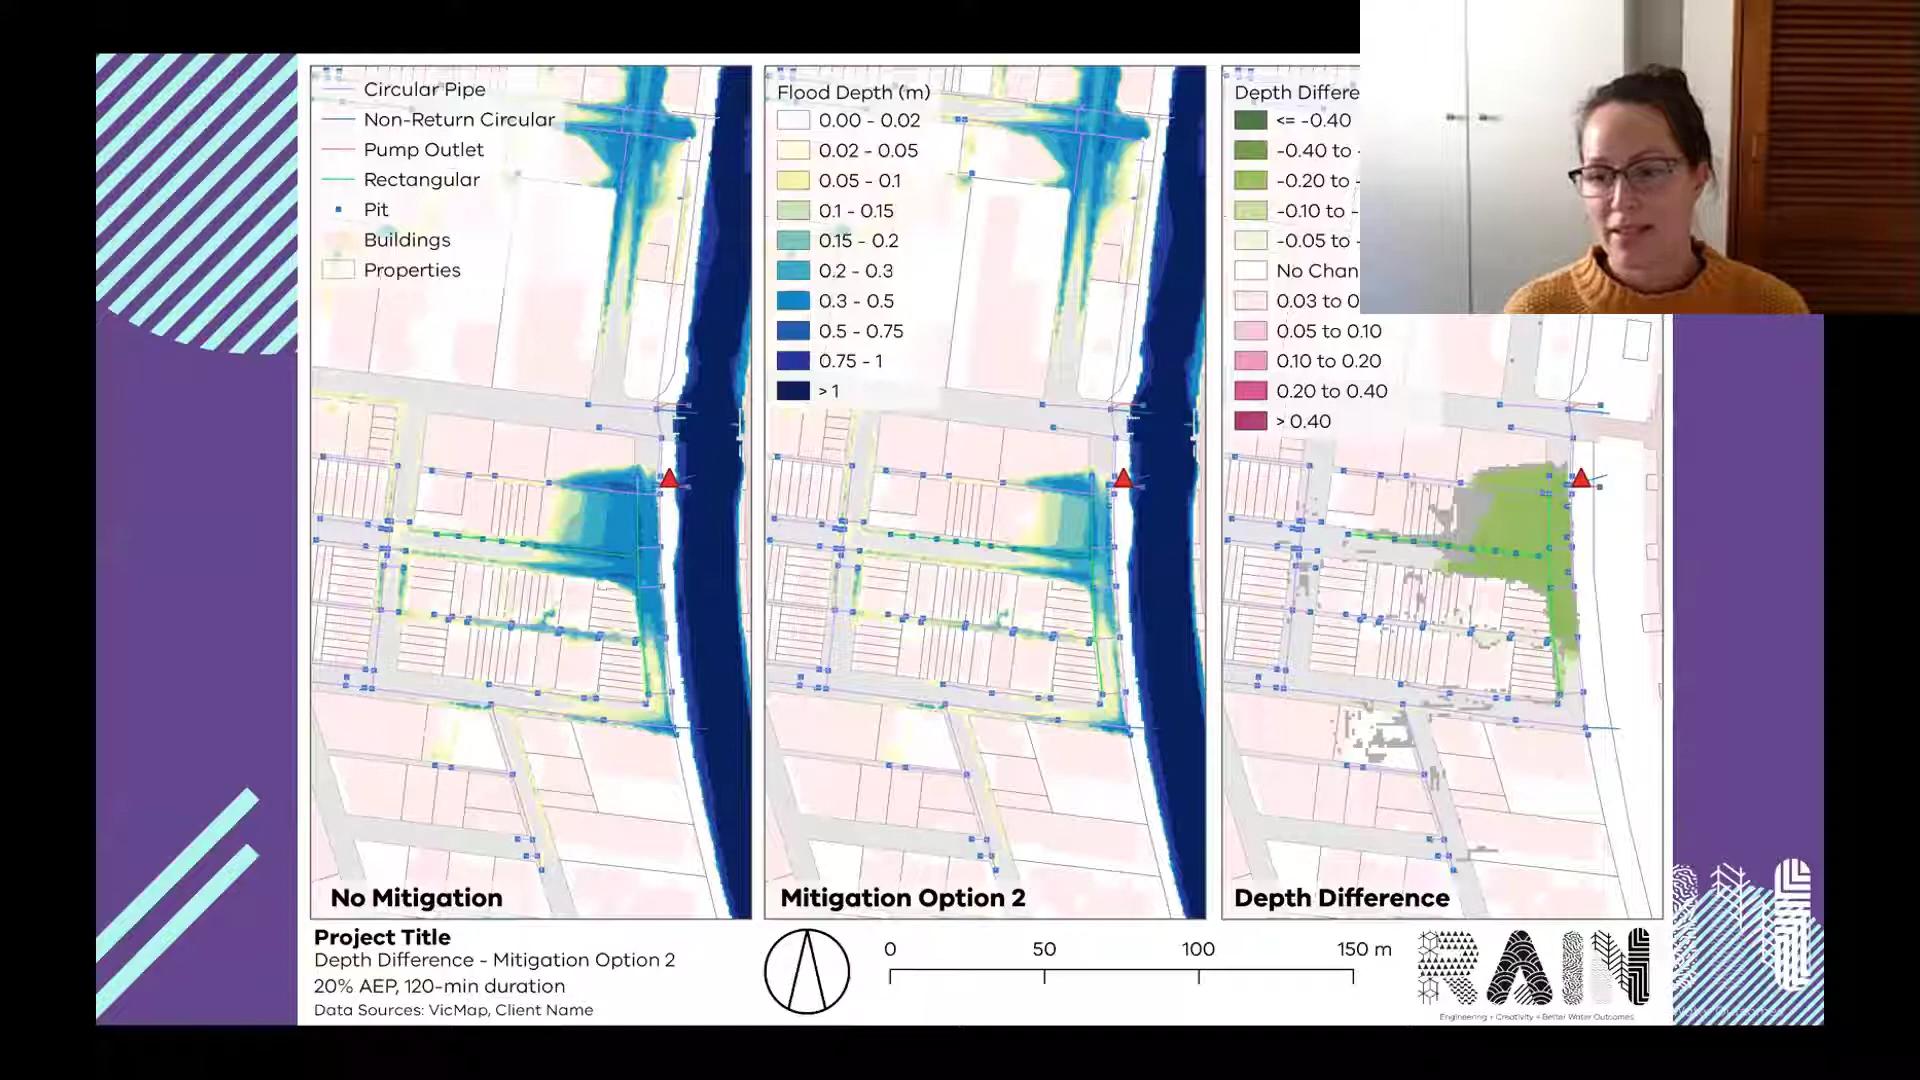 Circular Pipe
Non-Return Circular
Pump Outlet
Rectangular
Pit
Buildings
Properties
No Mitigation
Flood Depth (m)
0.00 - 0.02
0.02 - 0.05
0.05 - 0.1
0.1 - 0.15
0.15 - 0.2
0.2 - 0.3
0.3 - 0.5
0.5 - 0.75
0.75 - 1
> 1
Mitigation Option 2
Depth Differe
<= -0.40
-0.40 to -
-0.20 to -
-0.10 to -
-0.05 to -
No Chan
0.03 to 0
0.05 to 0.10
0.10 to 0.20
0.20 to 0.40
> 0.40
Depth Difference
Project Title
Depth Difference - Mitigation Option 2
20% AEP, 120-min duration
Data Sources: VicMap, Client Name
0 50 100 150 m
RAIN
Engineering + Creativity = Better Water Outcomes